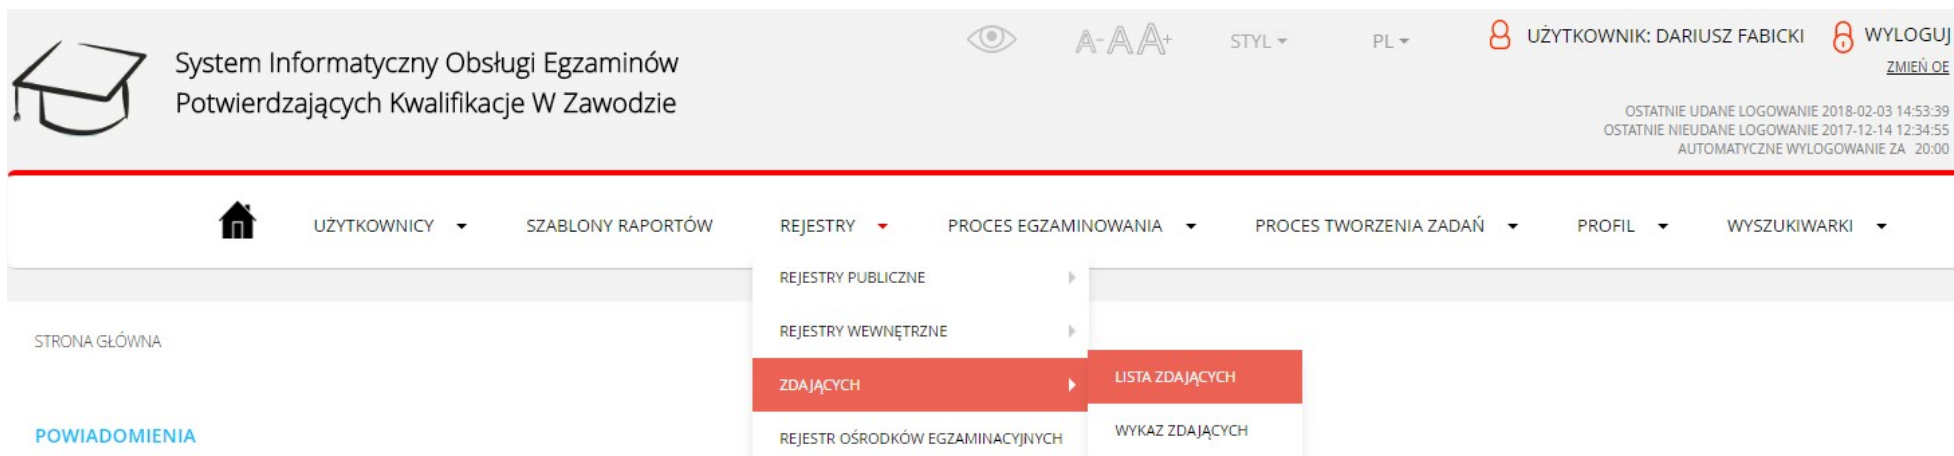 System Informatyczny Obsługi Egzaminów
Potwierdzających Kwalifikacje W Zawodzie
A- A A+ STYL PL UŻYTKOWNIK: DARIUSZ FABICKI WYLOGUJ
ZMIEŃ OE
OSTATNIE UDANE LOGOWANIE 2018-02-03 14:53:39
OSTATNIE NIEUDANE LOGOWANIE 2017-12-14 12:34:55
AUTOMATYCZNE WYLOGOWANIE ZA 20:00
UŻYTKOWNICY SZABLONY RAPORTÓW REJESTRY PROCES EGZAMINOWANIA PROCES TWORZENIA ZADAŃ PROFIL WYSZUKIWARKI
REJESTRY PUBLICZNE
REJESTRY WEWNĘTRZNE
STRONA GŁÓWNA
ZDAJĄCYCH
LISTA ZDAJĄCYCH
WYKAZ ZDAJĄCYCH
REJESTR OŚRODKÓW EGZAMINACYJNYCH
POWIADOMIENIA